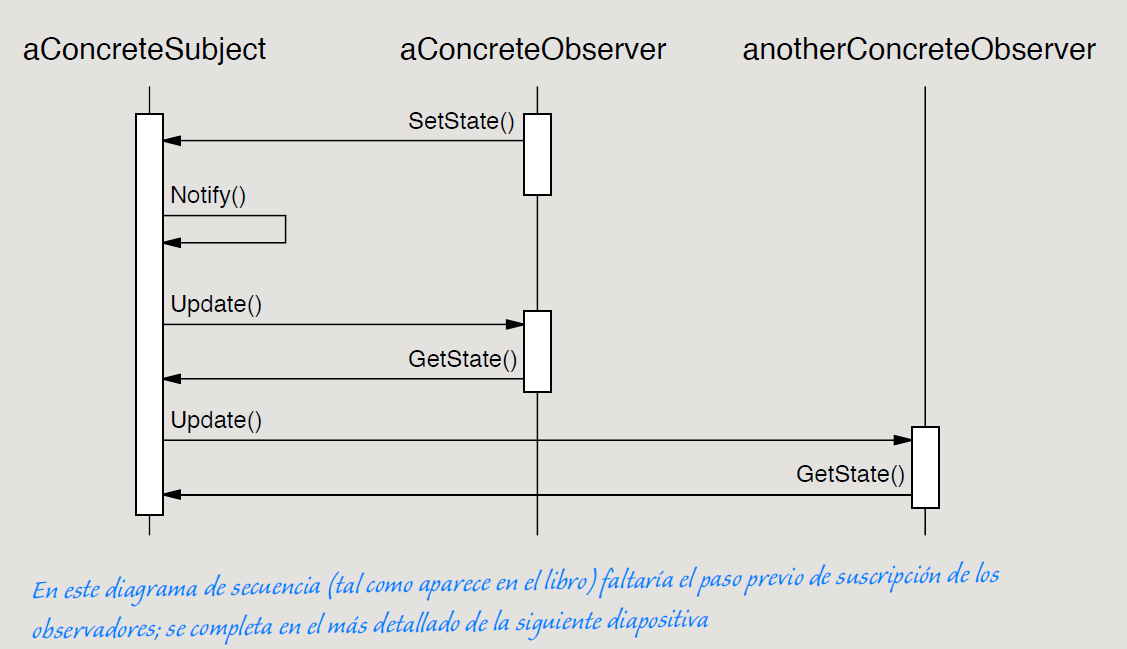 aConcreteSubject aConcreteObserver anotherConcreteObserver
SetState()
Notify()
Update()
GetState()
Update()
GetState()
En este diagrama de secuencia (tal como aparece en el libro) faltaría el paso previo de suscripción de los
observadores; se completa en el más detallado de la siguiente diapositiva